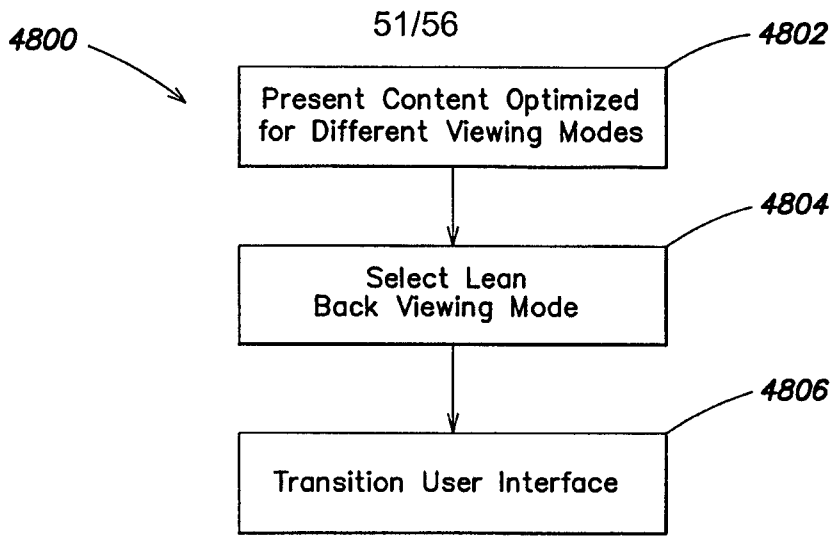 51/56
4800
4802
Present Content Optimized
for Different Viewing Modes
4804
Select Lean
Back Viewing Mode
4806
Transition User Interface